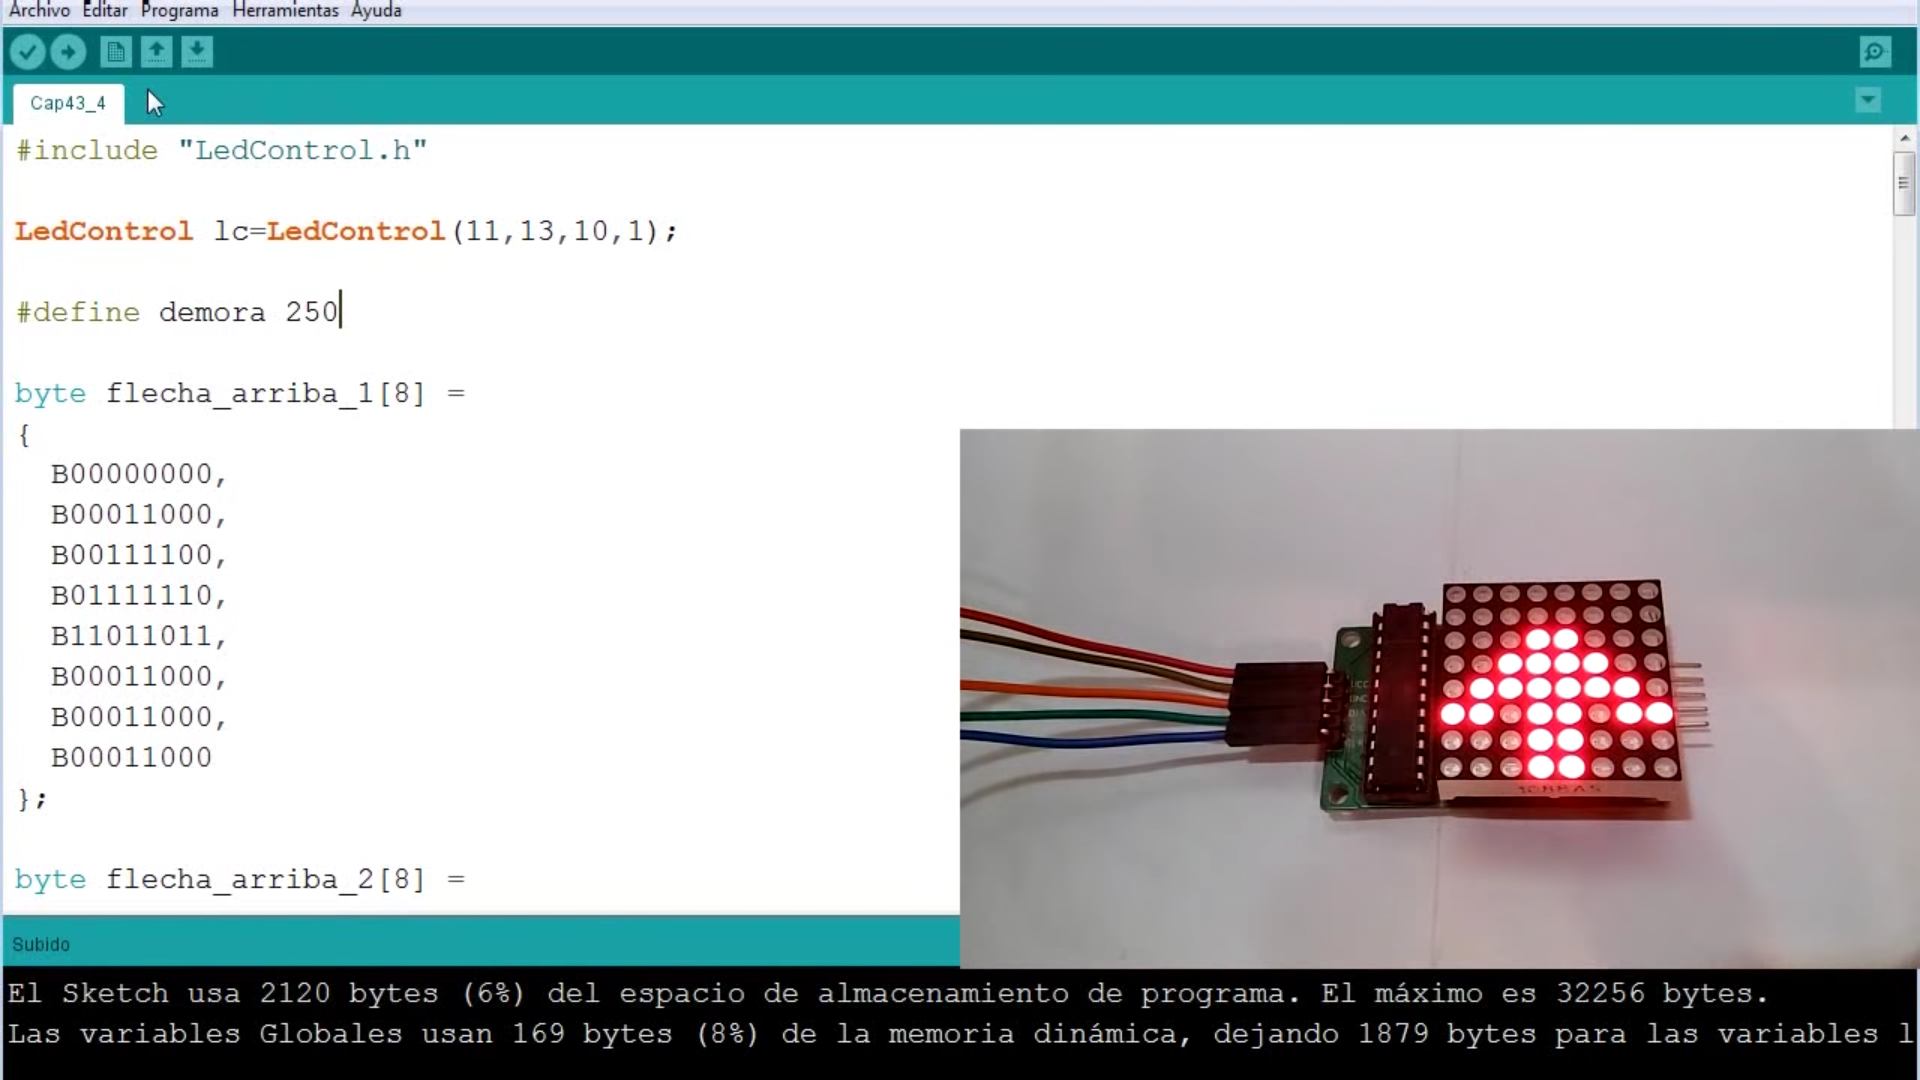 Archivo Editar Programa Herramientas Ayuda
Cap43_4
#include "LedControl.h"
LedControl lc=LedControl(11,13,10,1);
#define demora 250
byte flecha_arriba_1[8] =
{
B00000000,
B00011000,
B00111100,
B01111110,
B11011011,
B00011000,
B00011000,
B00011000
};
byte flecha_arriba_2[8] =
Subido
El Sketch usa 2120 bytes (6%) del espacio de almacenamiento de programa. El máximo es 32256 bytes.
Las variables Globales usan 169 bytes (8%) de la memoria dinámica, dejando 1879 bytes para las variables l